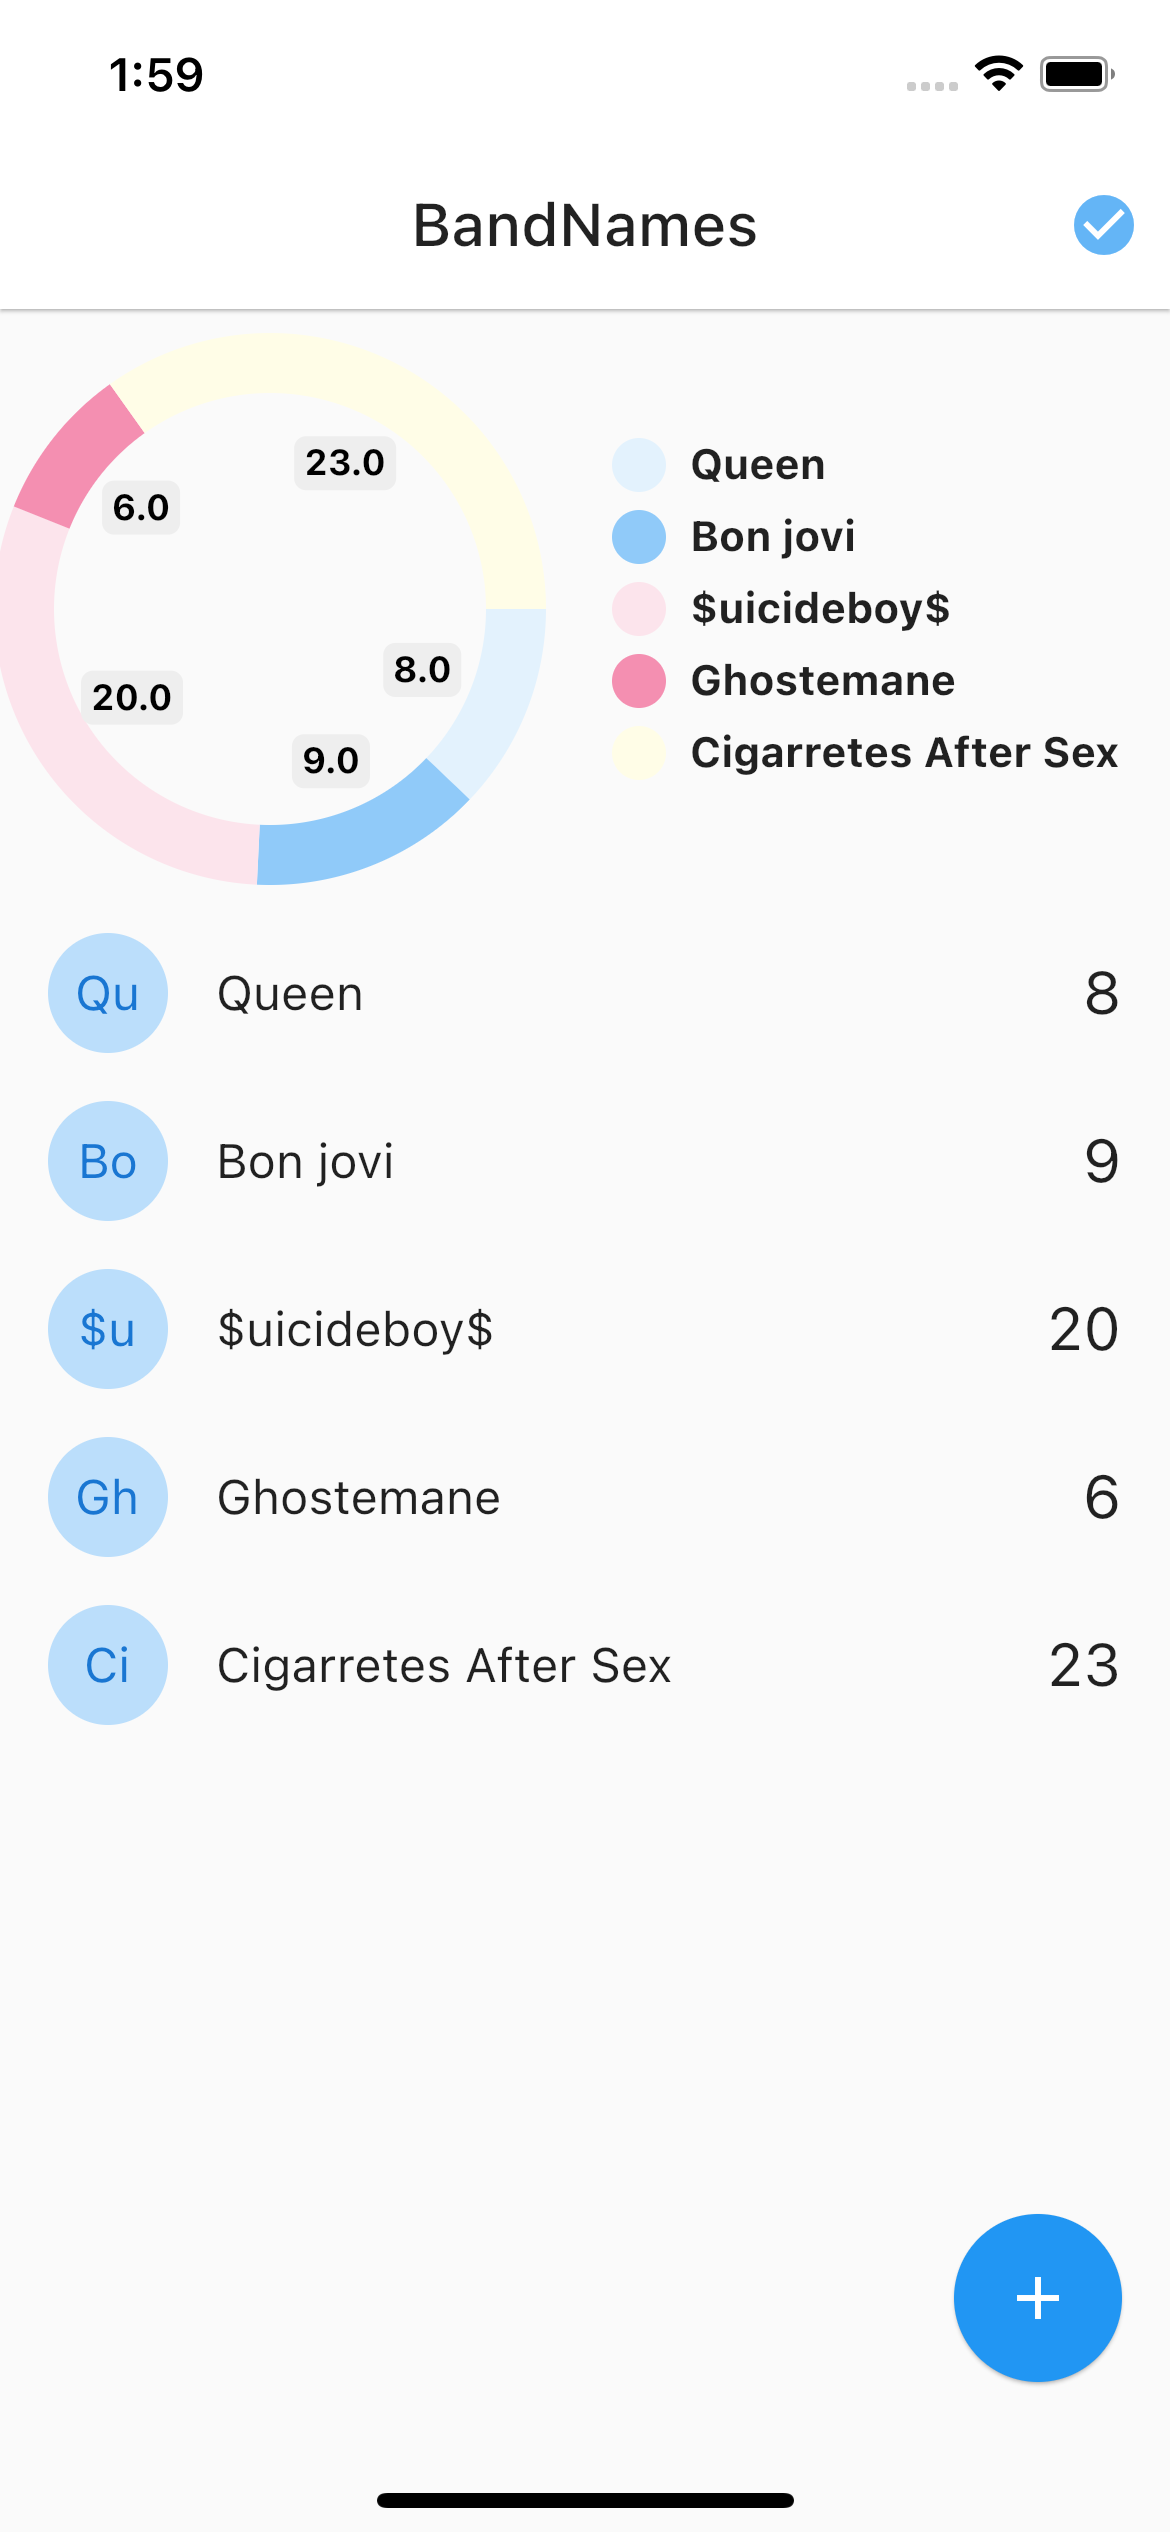 1:59
BandNames
23.0
6.0
8.0
20.0
9.0
Queen
Bon jovi
$uicideboy$
Ghostemane
Cigarretes After Sex
Qu Queen 8
Bo Bon jovi 9
$u $uicideboy$ 20
Gh Ghostemane 6
Ci Cigarretes After Sex 23
+